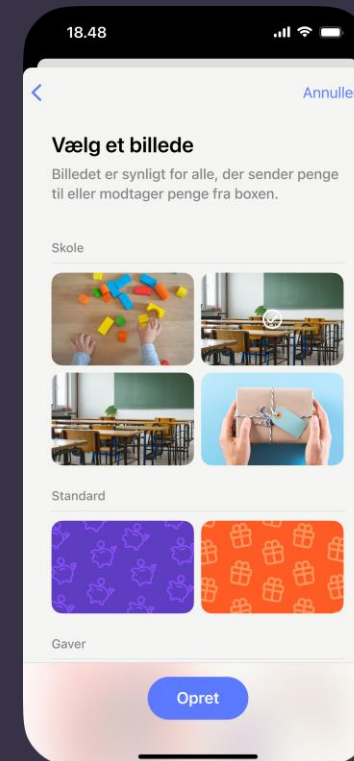 18.48
Annulle
Vælg et billede
Billedet er synligt for alle, der sender penge
til eller modtager penge fra boxen.
Skole
Standard
Gaver
Opret